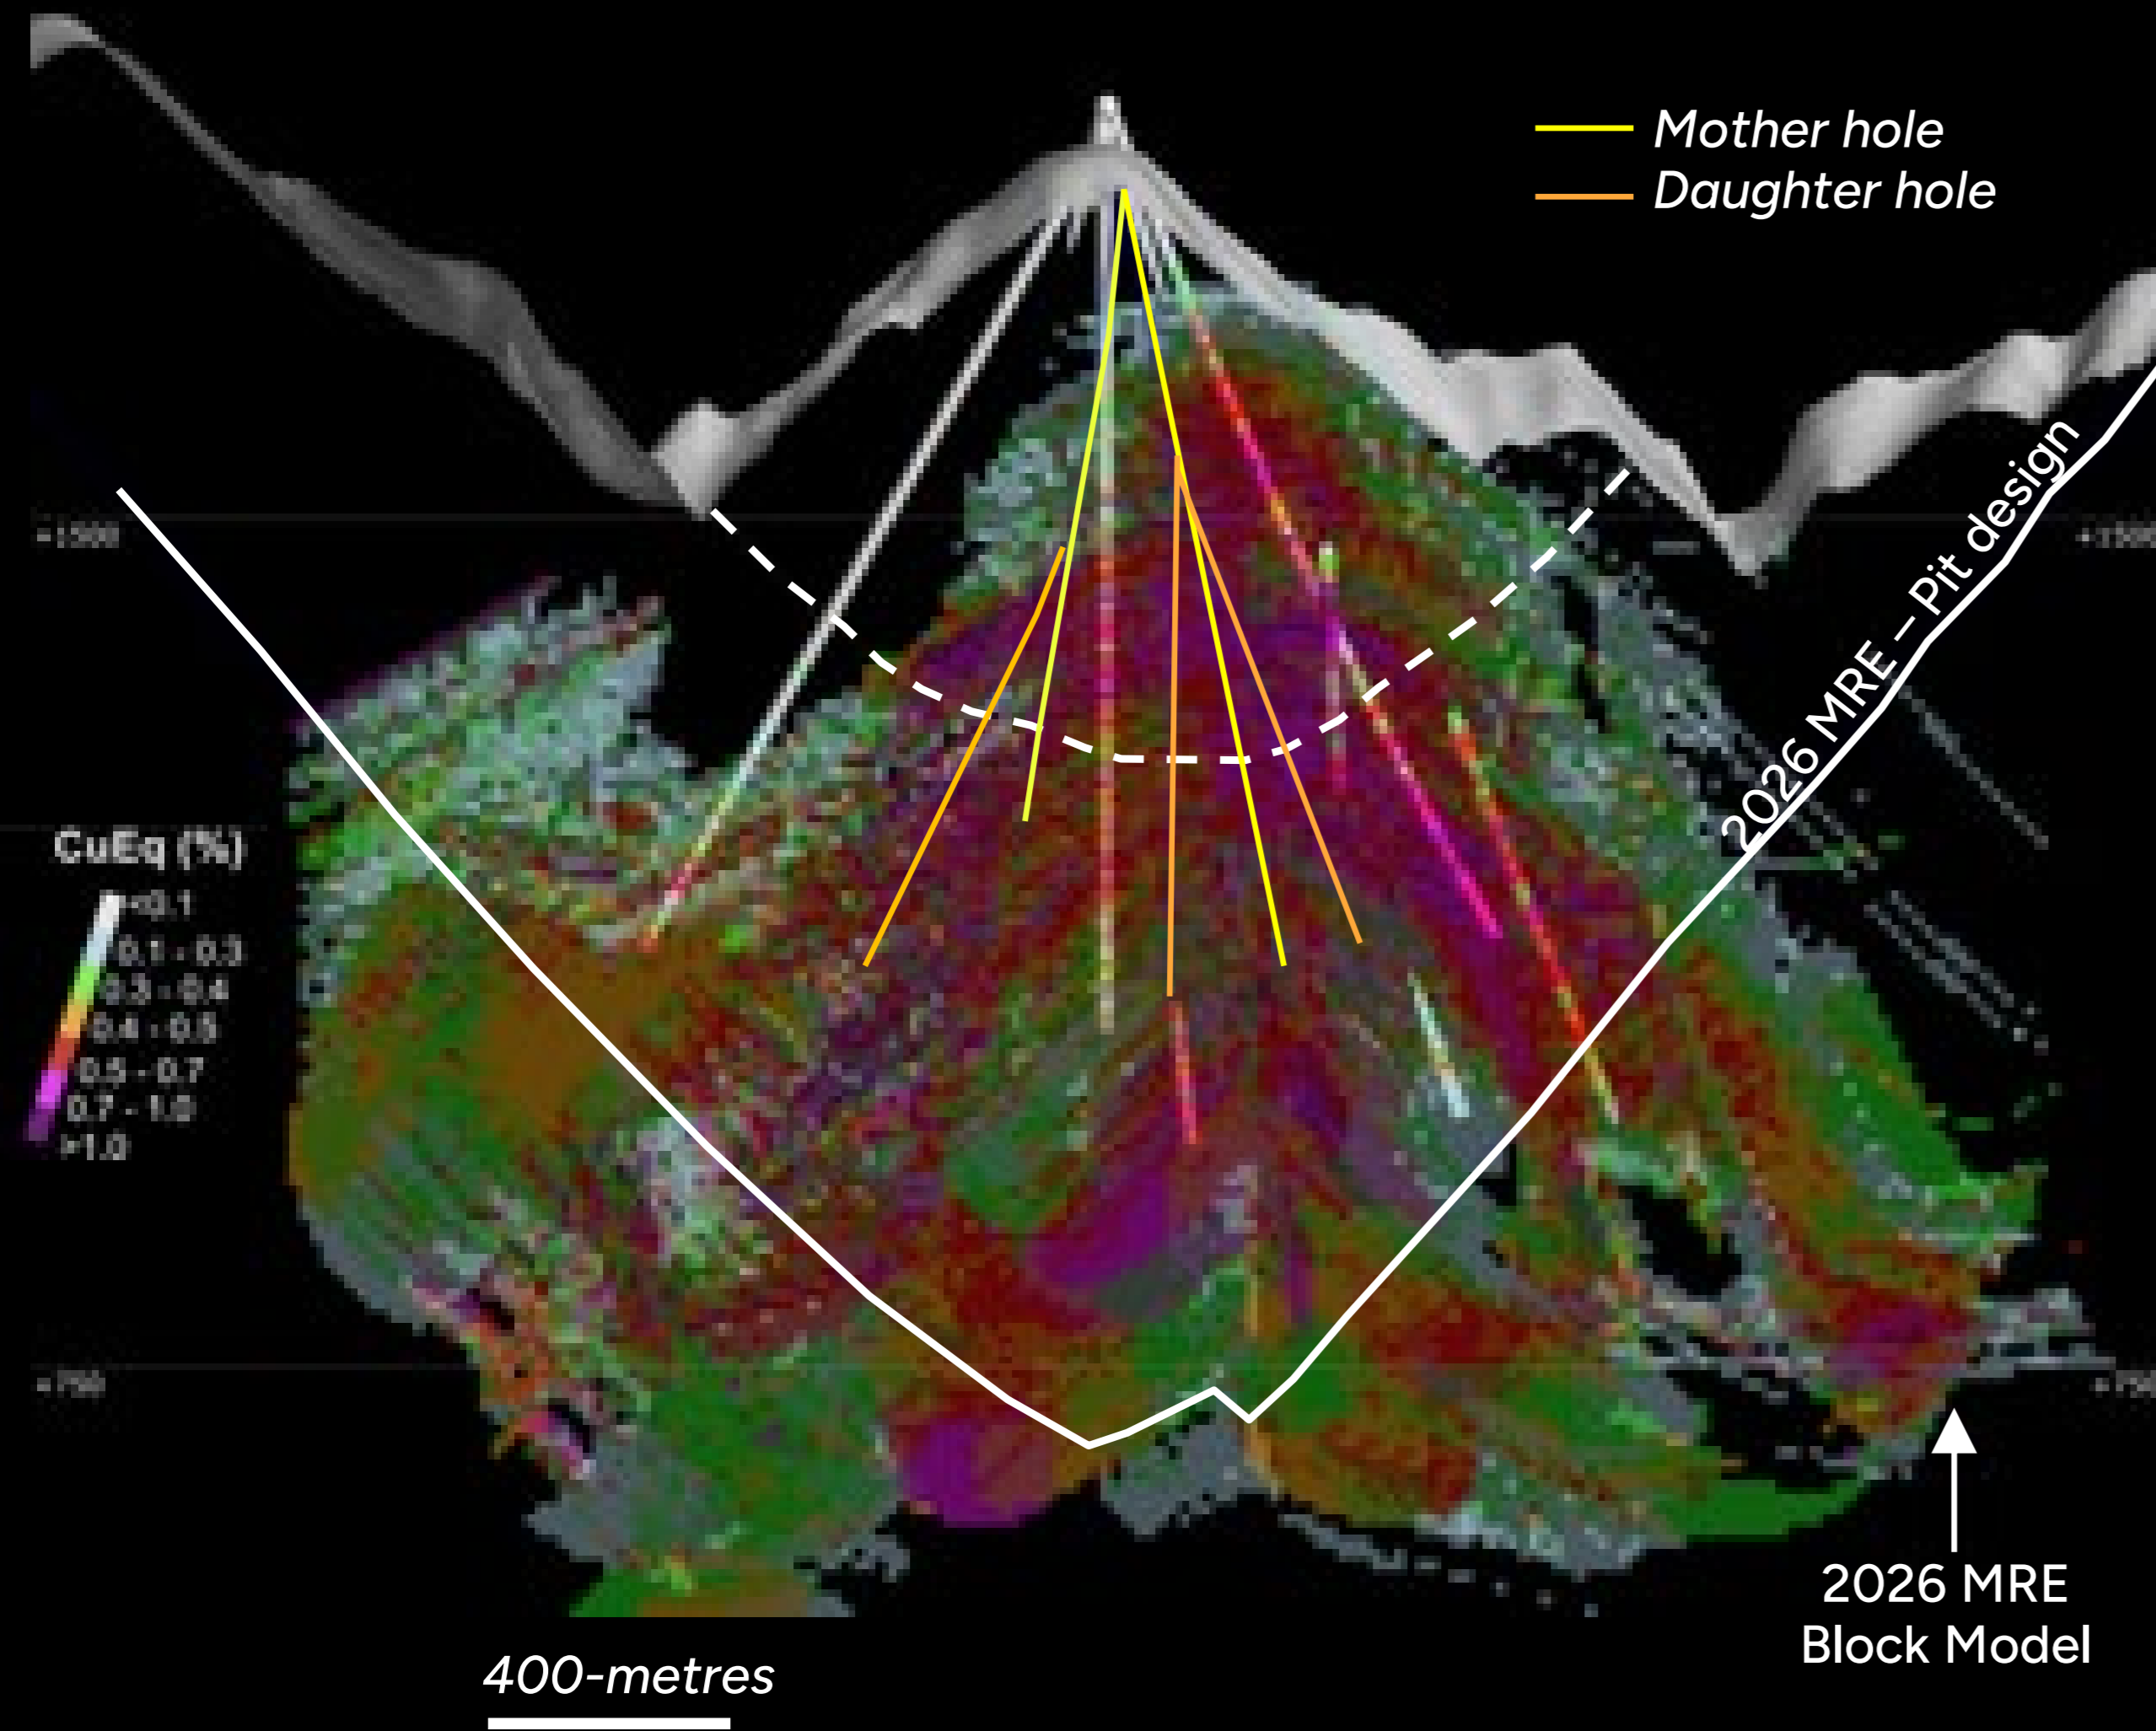 Mother hole
Daughter hole
2026 MRE – Pit design
CuEq (%)
<0.1
0.1 - 0.3
0.3 - 0.4
0.4 - 0.5
0.5 - 0.7
0.7 - 1.0
>1.0
+750
2026 MRE
Block Model
400-metres